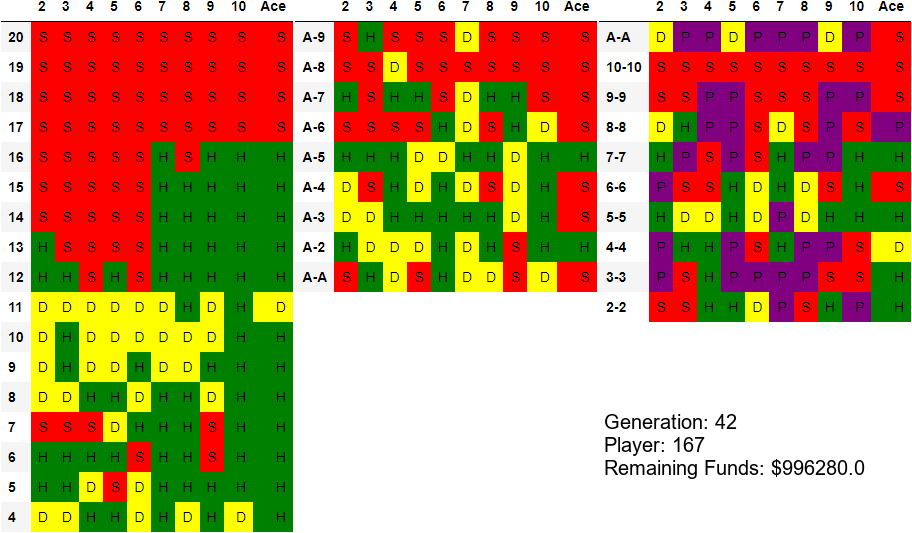 2 3 4 5 6 7 8 9 10 Ace
20 S S S S S S S S S S
19 S S S S S S S S S S
18 S S S S S S S S S S
17 S S S S S S S S S S
16 S S S S S H S H H H
15 S S S S S H H H H H
14 S S S S S H H H H H
13 H S S S S H H H H H
12 H H S H S H H H H H
11 D D D D D D H D H D
10 D H D D D D D D H H
9 D H D D H D D H H H
8 D D H H D H H D H H
7 S S S D H H H S H H
6 H H H H S H H S H H
5 H H D S D H H H H H
4 D D H H D H D H D H
2 3 4 5 6 7 8 9 10 Ace
A-9 S H S S S D S S S S
A-8 S S D S S S S S S S
A-7 H S H H S D H H S S
A-6 S S S S H D S H D S
A-5 H H H D D H H D H H
A-4 D S H D H D S D H S
A-3 D D H H H H H D H S
A-2 H D D D H D H S H H
A-A S H D S H D D S D S
2 3 4 5 6 7 8 9 10 Ace
A-A D P P D P P P D P S
10-10 S S S S S S S S S S
9-9 S S P P S S S P P S
8-8 D H P P S D S P S P
7-7 H P S P S H P P H H
6-6 P S S H D H D S H S
5-5 H D D H D P D H H H
4-4 P H H P S H P P S D
3-3 P S H P P P P S S H
2-2 S S H H D P S H P H
Generation: 42
Player: 167
Remaining Funds: $996280.0